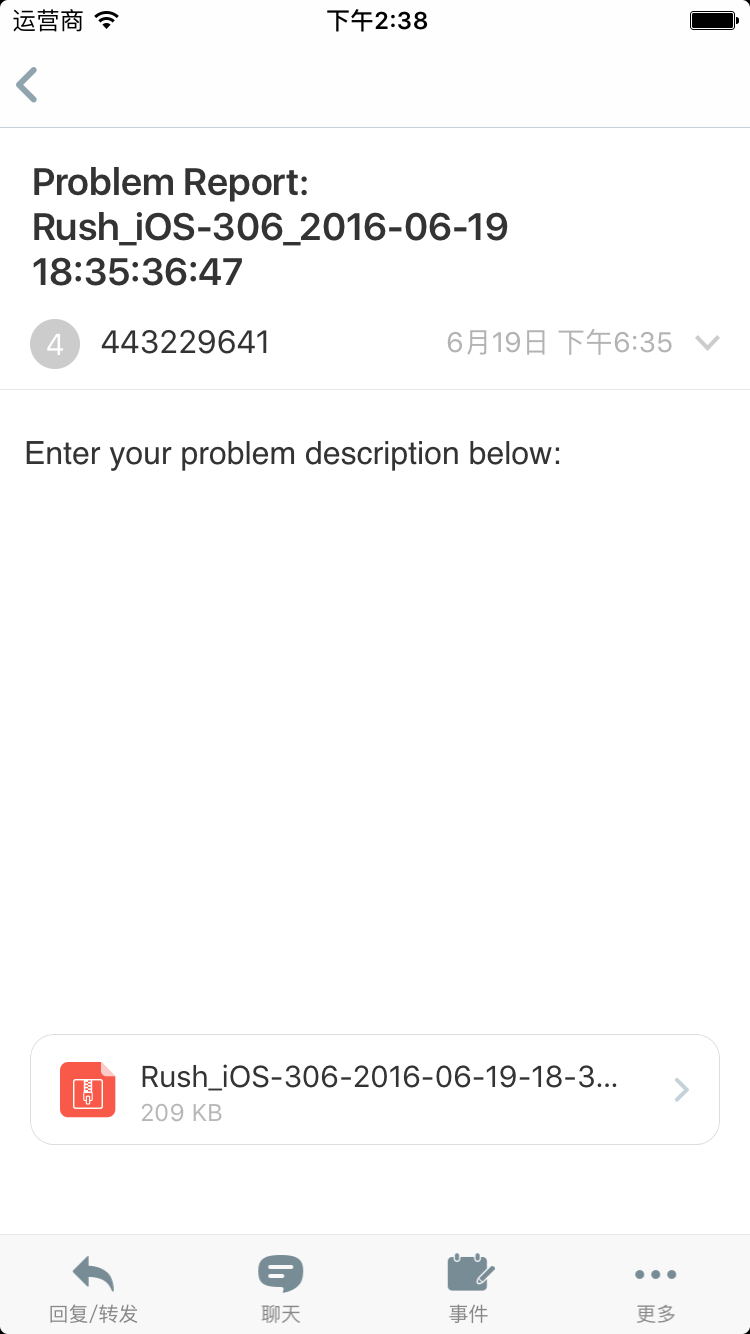 运营商
下午2:38
Problem Report:
Rush_iOS-306_2016-06-19
18:35:36:47
4
443229641
6月19日 下午6:35
Enter your problem description below:
Rush_iOS-306-2016-06-19-18-3...
209 KB
回复/转发
聊天
事件
更多